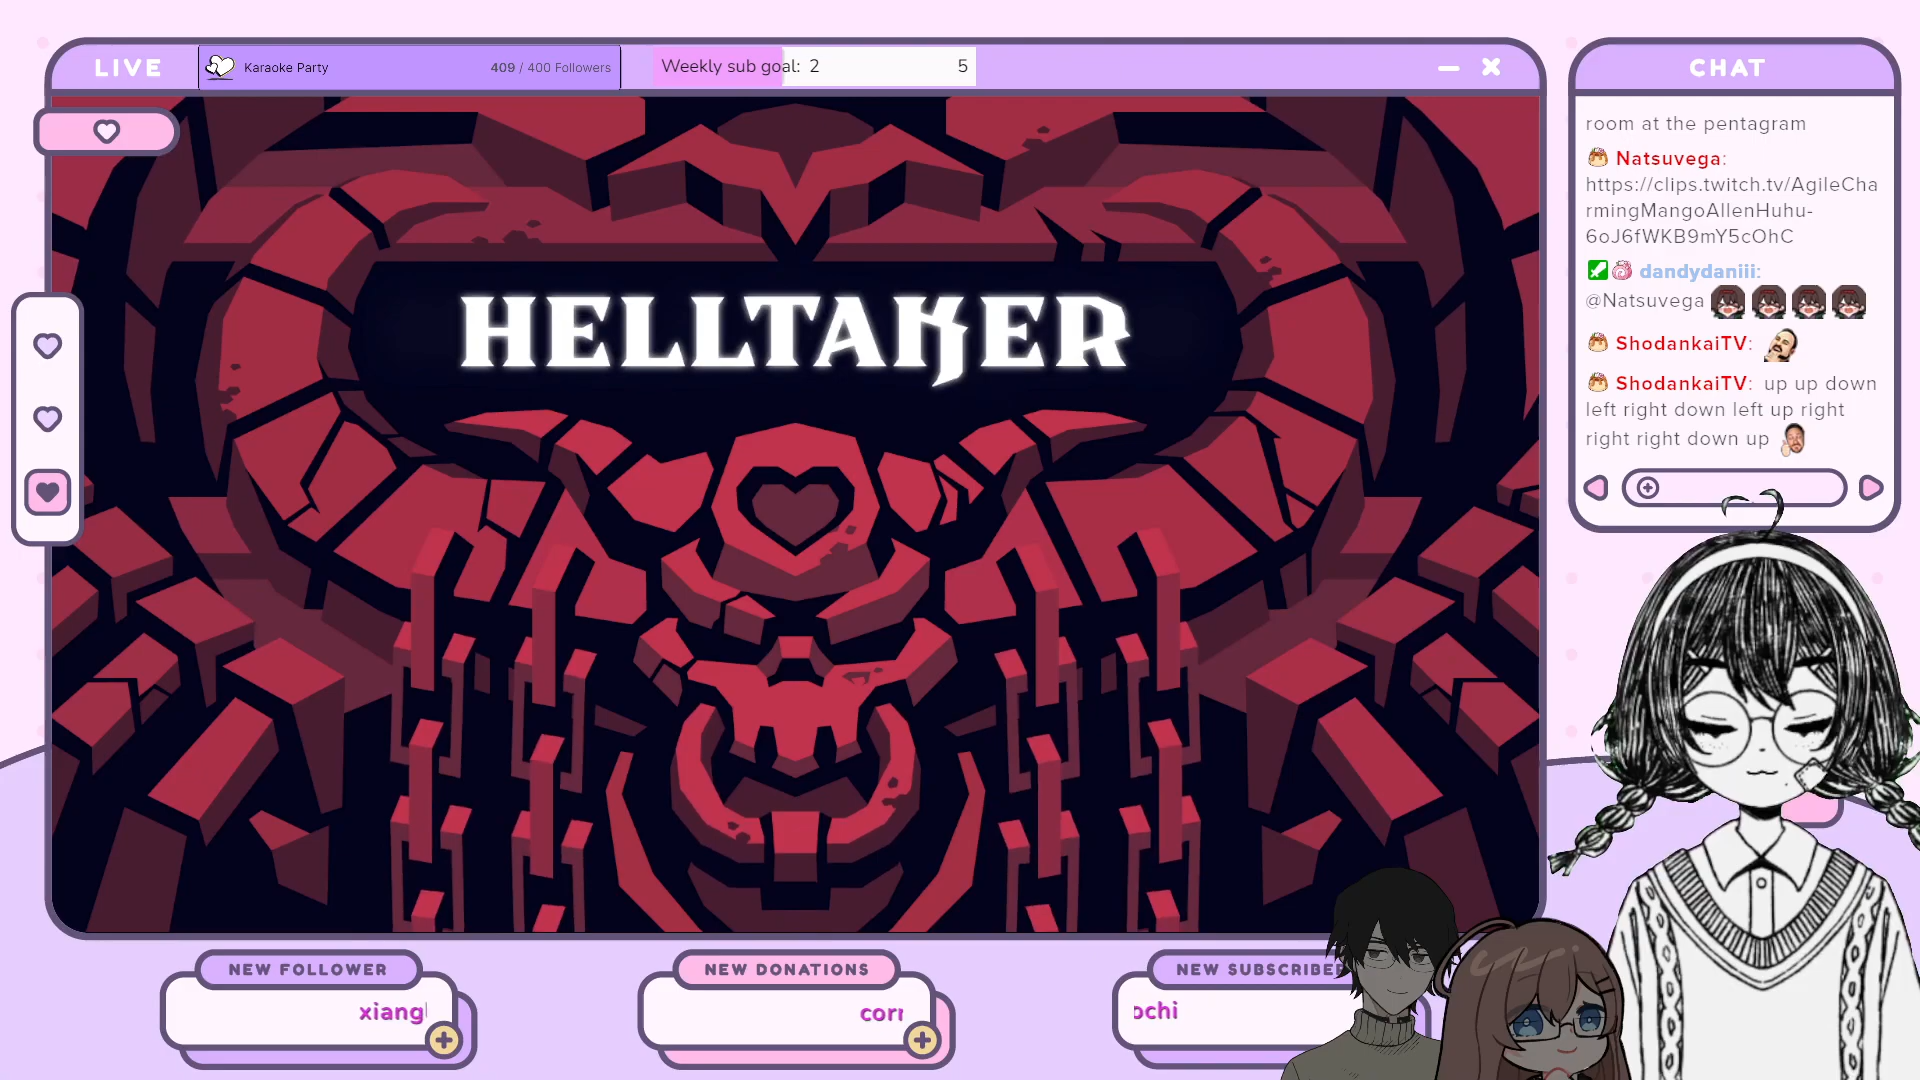 LIVE
Karaoke Party 409 / 400 Followers
Weekly sub goal: 2 5
CHAT
room at the pentagram
Natsuvega:
https://clips.twitch.tv/AgileCha
rmingMangoAllenHuhu-
6oJ6fWKB9mY5cOhC
dandydaniii:
@Natsuvega
ShodankaiTV:
ShodankaiTV: up up down
left right down left up right
right right down up
HELLTAKER
NEW FOLLOWER
xiang
NEW DONATIONS
corr
NEW SUBSCRIBE
ochi